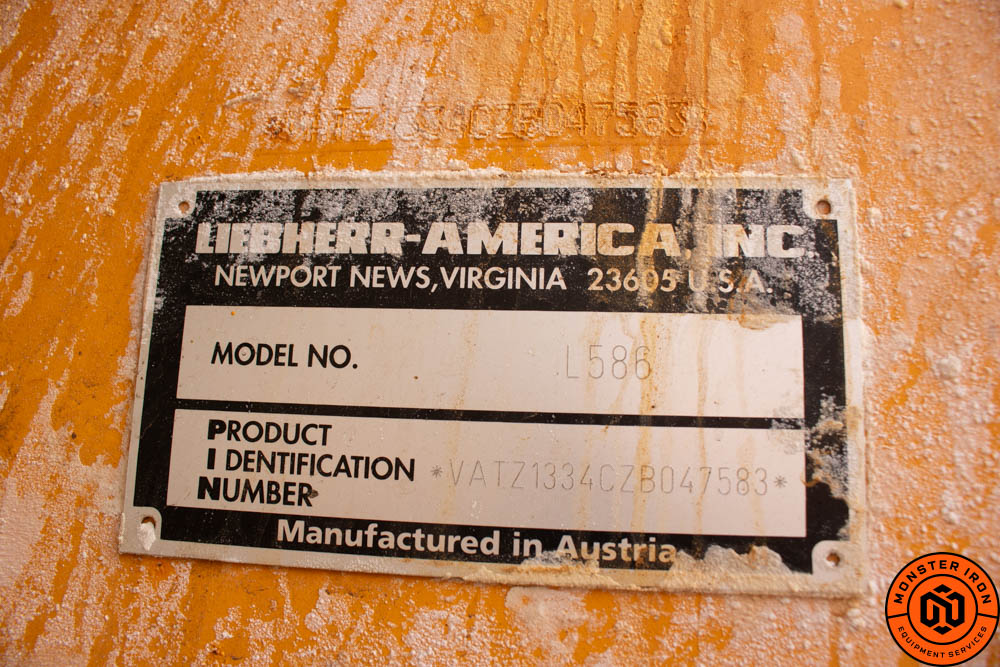 *VATZ1334CZB047583*
LIEBHERR-AMERICA, INC.
NEWPORT NEWS, VIRGINIA 23605 U.S.A.
MODEL NO. L586
PRODUCT
IDENTIFICATION *VATZ1334CZB047583*
NUMBER
Manufactured in Austria
MONSTER IRON
EQUIPMENT SERVICES